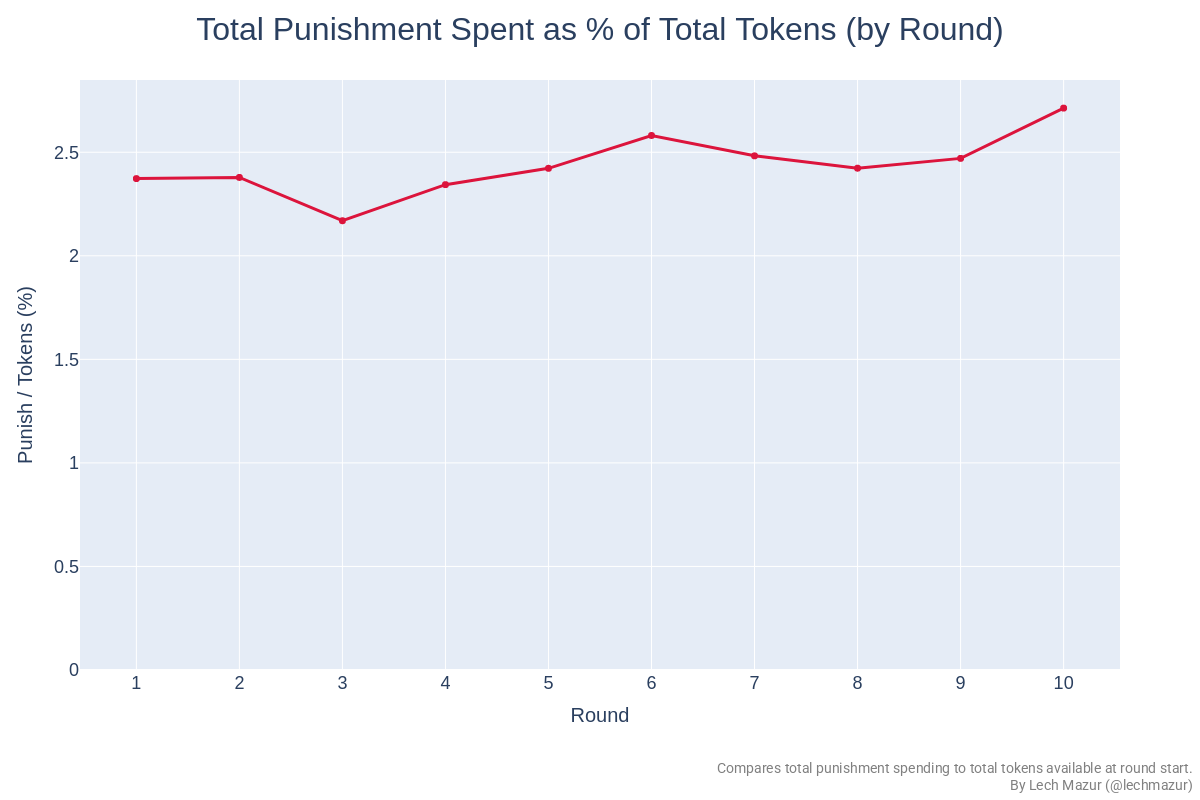 Total Punishment Spent as % of Total Tokens (by Round)
Punish / Tokens (%)
2.5
2
1.5
1
0.5
0
1 2 3 4 5 6 7 8 9 10
Round
Compares total punishment spending to total tokens available at round start.
By Lech Mazur (@lechmazur)